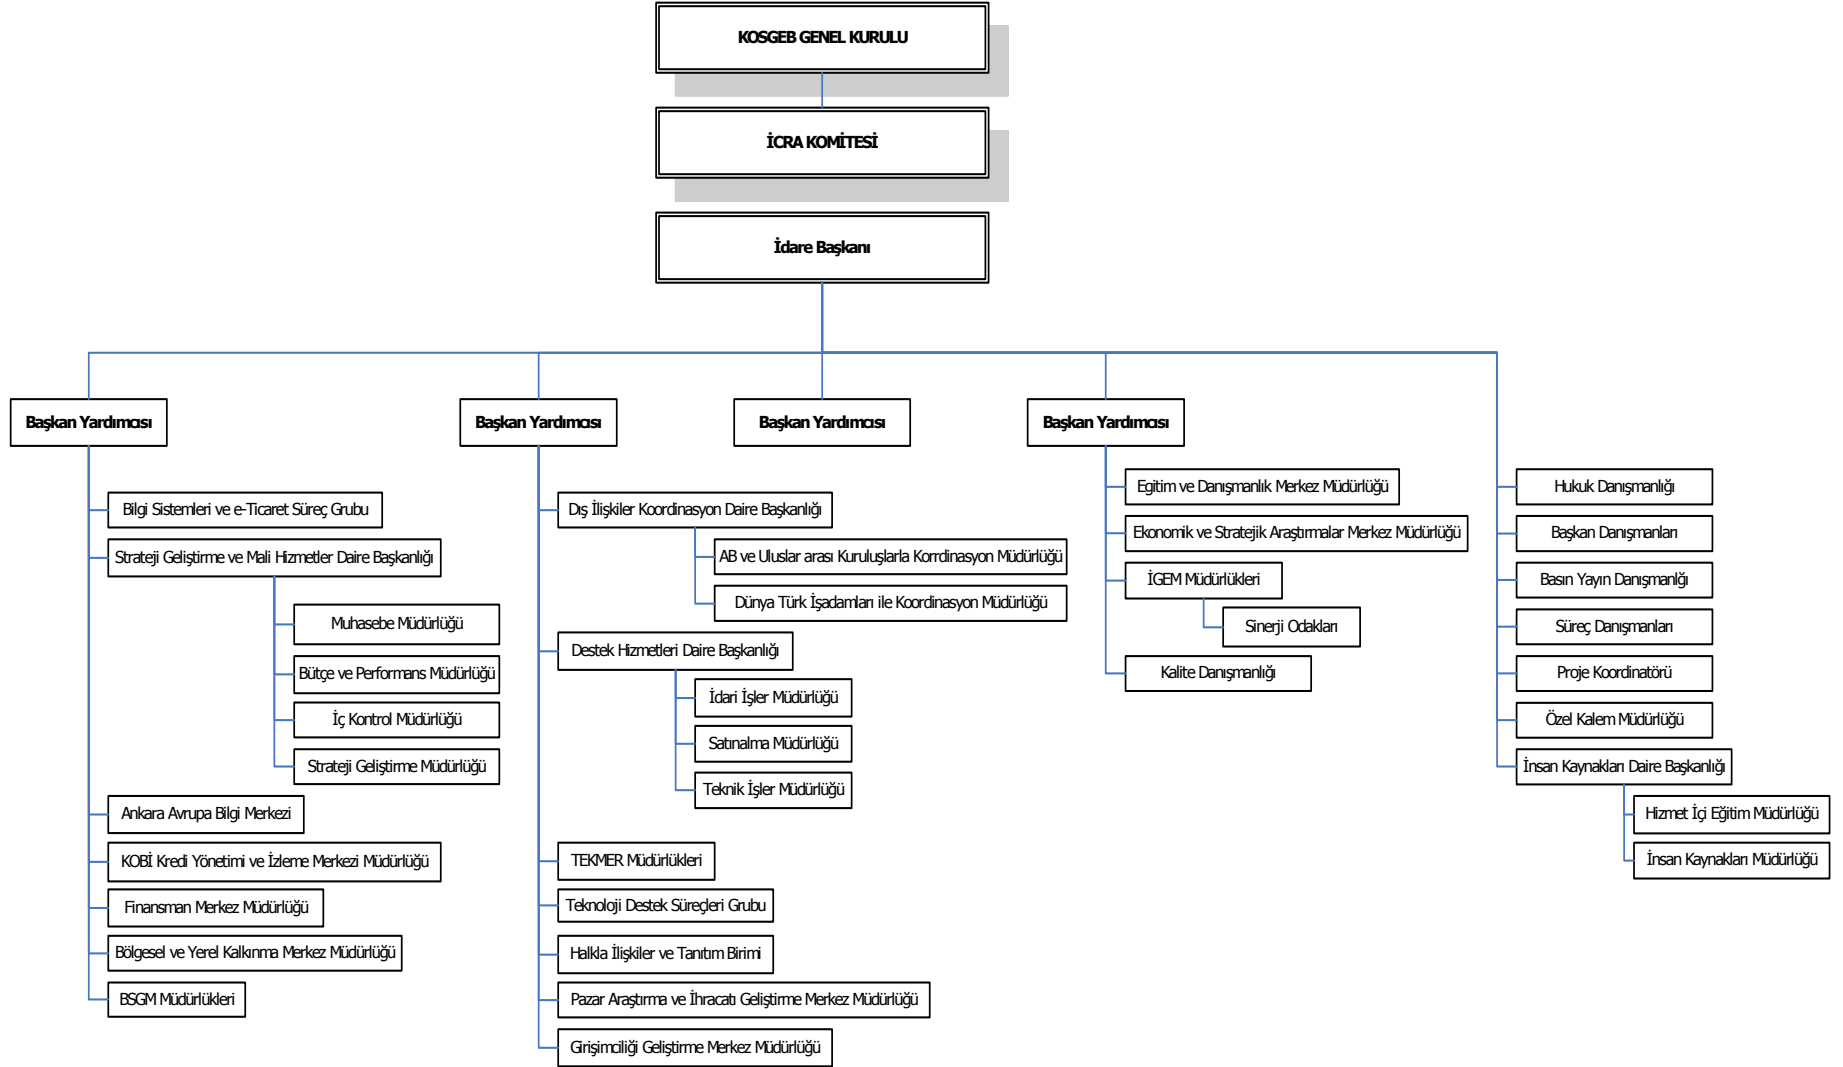 KOSGEB GENEL KURULU
İCRA KOMİTESİ
İdare Başkanı
Başkan Yardımcısı
Bilgi Sistemleri ve e-Ticaret Süreç Grubu
Strateji Geliştirme ve Mali Hizmetler Daire Başkanlığı
Muhasebe Müdürlüğü
Bütçe ve Performans Müdürlüğü
İç Kontrol Müdürlüğü
Strateji Geliştirme Müdürlüğü
Ankara Avrupa Bilgi Merkezi
KOBİ Kredi Yönetimi ve İzleme Merkezi Müdürlüğü
Finansman Merkez Müdürlüğü
Bölgesel ve Yerel Kalkınma Merkez Müdürlüğü
BSGM Müdürlükleri
Başkan Yardımcısı
Dış İlişkiler Koordinasyon Daire Başkanlığı
AB ve Uluslar arası Kuruluşlarla Korrdinasyon Müdürlüğü
Dünya Türk İşadamları ile Koordinasyon Müdürlüğü
Destek Hizmetleri Daire Başkanlığı
İdari İşler Müdürlüğü
Satınalma Müdürlüğü
Teknik İşler Müdürlüğü
TEKMER Müdürlükleri
Teknoloji Destek Süreçleri Grubu
Halkla İlişkiler ve Tanıtım Birimi
Pazar Araştırma ve İhracatı Geliştirme Merkez Müdürlüğü
Girişimciliği Geliştirme Merkez Müdürlüğü
Başkan Yardımcısı
Başkan Yardımcısı
Egitim ve Danışmanlık Merkez Müdürlüğü
Ekonomik ve Stratejik Araştırmalar Merkez Müdürlüğü
İGEM Müdürlükleri
Sinerji Odakları
Kalite Danışmanlığı
Hukuk Danışmanlığı
Başkan Danışmanları
Basın Yayın Danışmanlğı
Süreç Danışmanları
Proje Koordinatörü
Özel Kalem Müdürlüğü
İnsan Kaynakları Daire Başkanlığı
Hizmet İçi Eğitim Müdürlüğü
İnsan Kaynakları Müdürlüğü